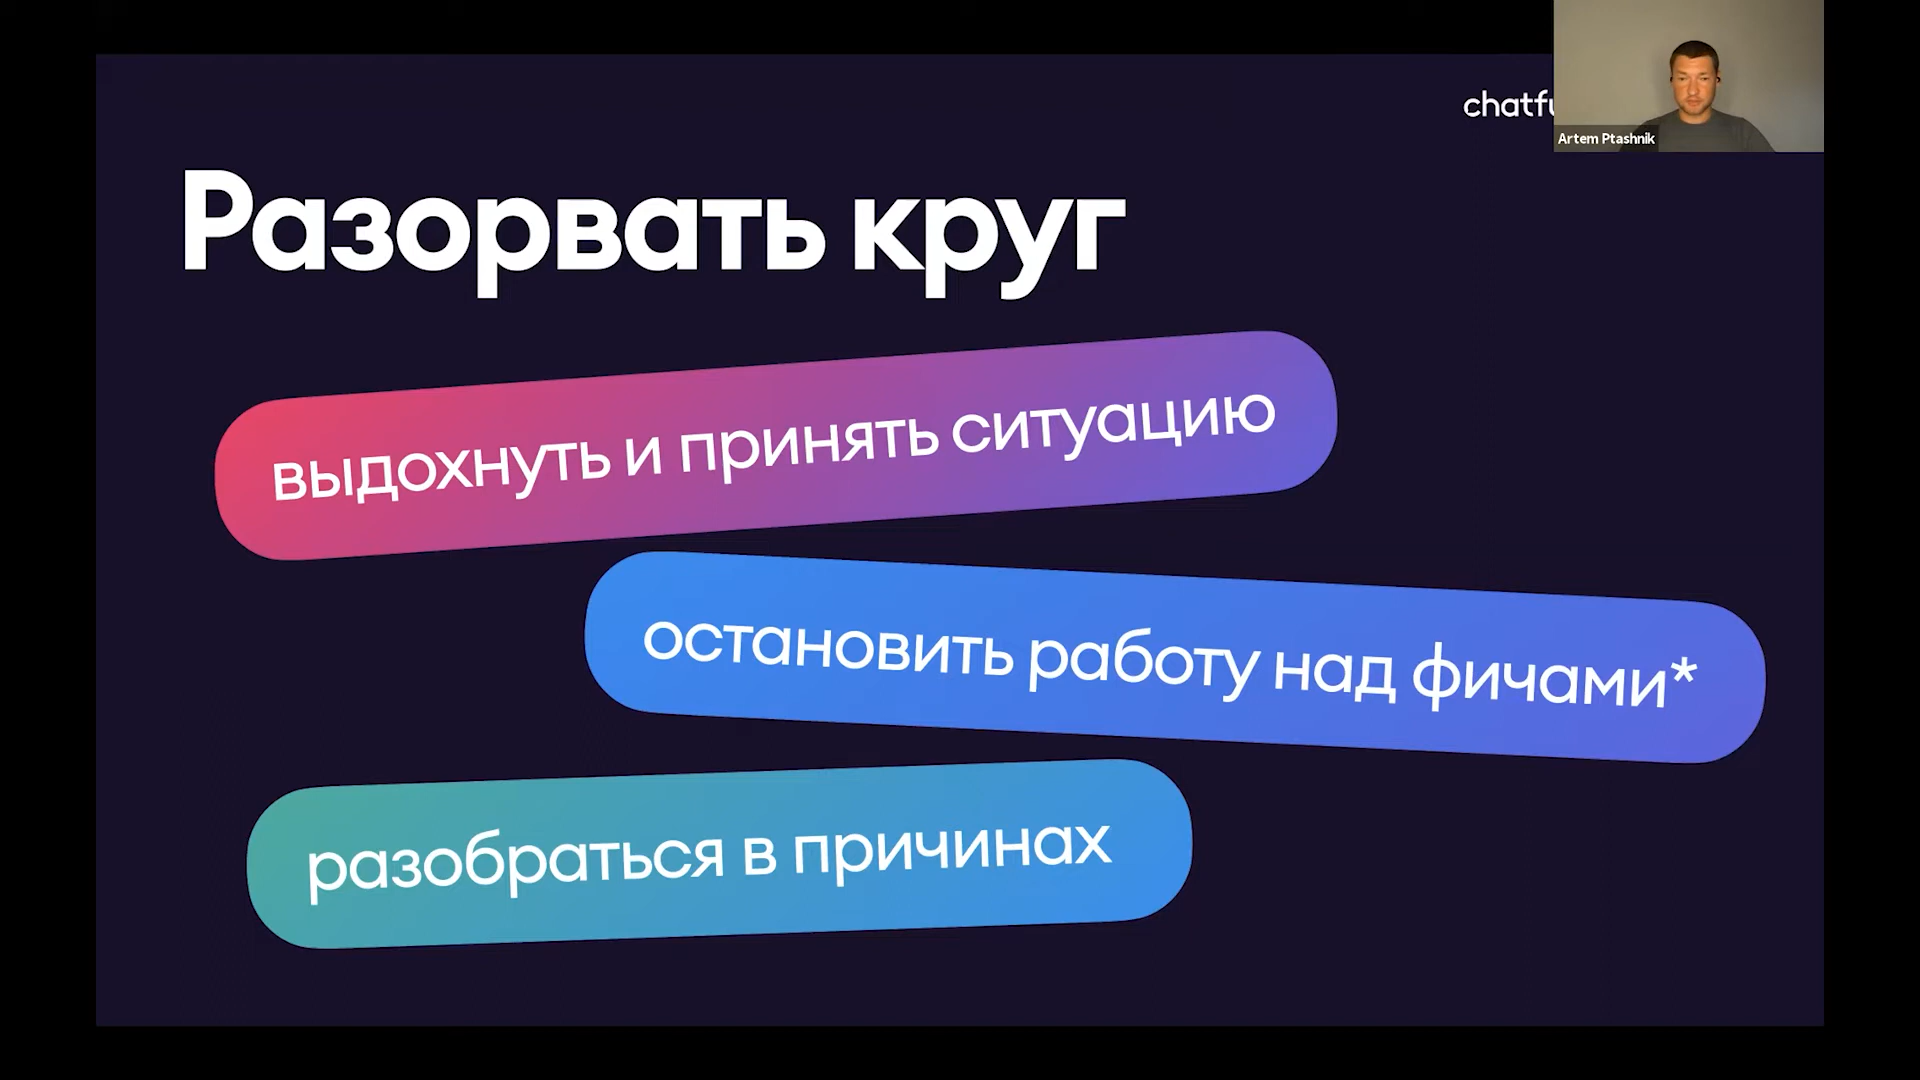 chatfu
Artem Ptashnik
Разорвать круг
выдохнуть и принять ситуацию
остановить работу над фичами*
разобраться в причинах